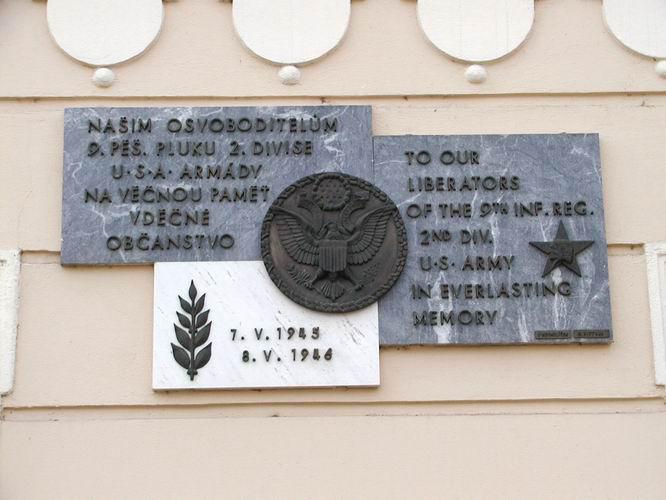 NAŠIM OSVOBODITELŮM
9. PĚŠ. PLUKU 2. DIVISE
U·S·A· ARMÁDY
NA VĚČNOU PAMĚŤ
VDĚČNÉ
OBČANSTVO
TO OUR
LIBERATORS
OF THE 9TH INF. REG.
2ND DIV.
U·S· ARMY
IN EVERLASTING
MEMORY
7. V. 1945
8. V. 1946